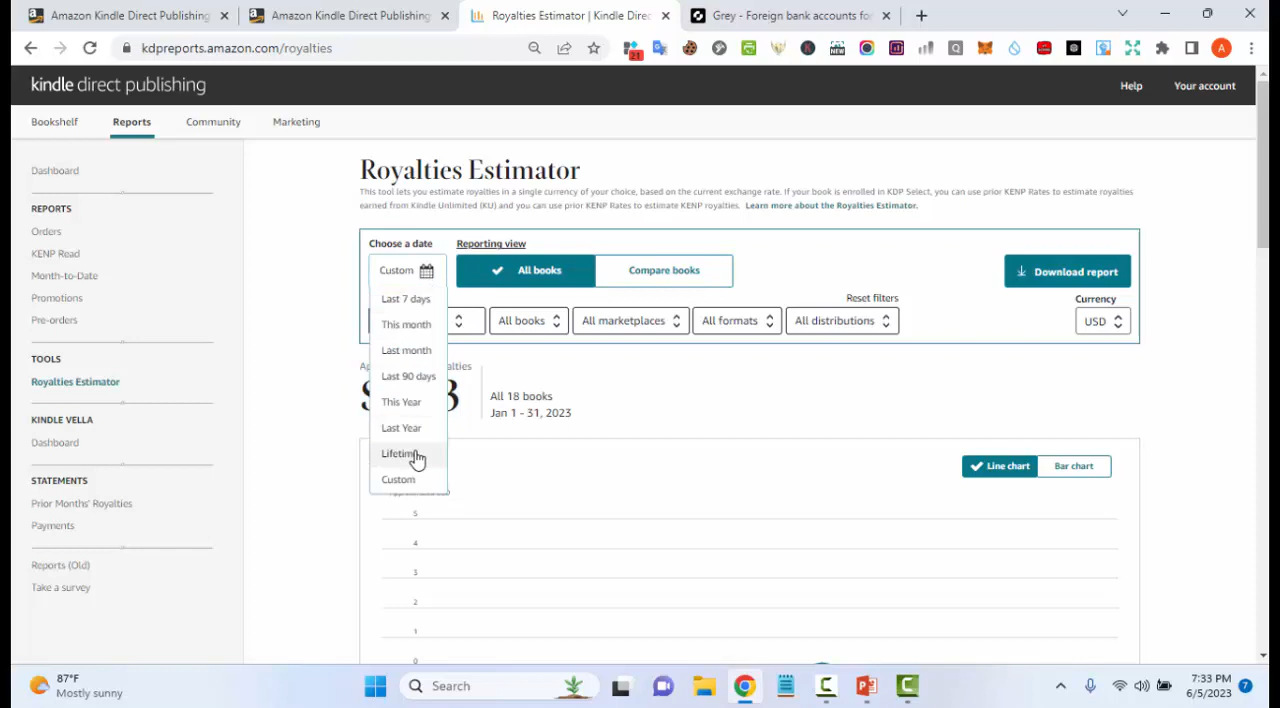 Amazon Kindle Direct Publishing
Amazon Kindle Direct Publishing
Royalties Estimator | Kindle Direc
Grey - Foreign bank accounts for
kdpreports.amazon.com/royalties
21
NEW
A
kindle direct publishing
Help
Your account
Bookshelf
Reports
Community
Marketing
Dashboard
REPORTS
Orders
KENP Read
Month-to-Date
Promotions
Pre-orders
TOOLS
Royalties Estimator
KINDLE VELLA
Dashboard
STATEMENTS
Prior Months' Royalties
Payments
Reports (Old)
Take a survey
Royalties Estimator
This tool lets you estimate royalties in a single currency of your choice, based on the current exchange rate. If your book is enrolled in KDP Select, you can use prior KENP Rates to estimate royalties
earned from Kindle Unlimited (KU) and you can use prior KENP Rates to estimate KENP royalties. Learn more about the Royalties Estimator.
Choose a date
Reporting view
Custom
All books
Compare books
Download report
Last 7 days
This month
Last month
Last 90 days
This Year
Last Year
Lifetim
Custom
Reset filters
Currency
All books
All marketplaces
All formats
All distributions
USD
All 18 books
Jan 1 - 31, 2023
Line chart
Bar chart
5
4
3
2
1
0
87°F
Mostly sunny
Search
7:33 PM
6/5/2023
7